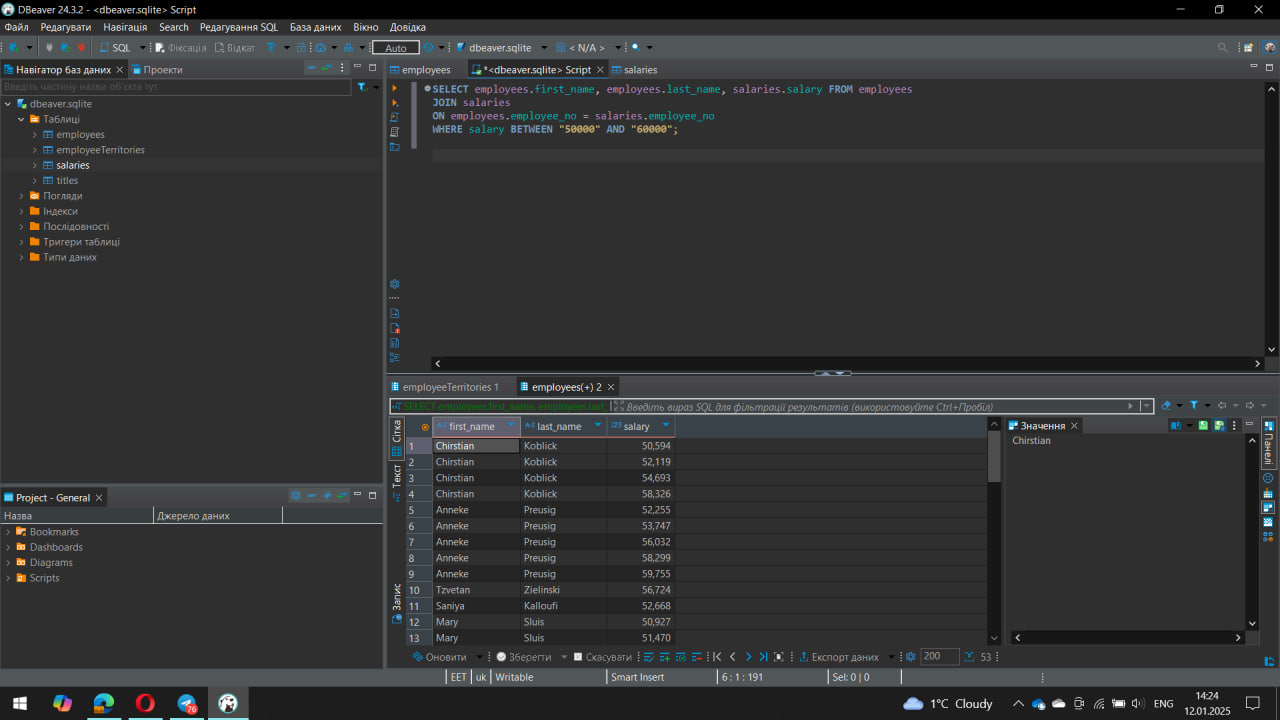 DBeaver 24.3.2 - <dbeaver.sqlite> Script
Файл Редагувати Навігація Search Редагування SQL База даних Вікно Довідка
SQL Фіксація Відкат Auto dbeaver.sqlite < N/A >
Навігатор баз даних Проекти
Введіть частину назви об'єкта тут
dbeaver.sqlite
Таблиці
employees
employeeTerritories
salaries
titles
Погляди
Індекси
Послідовності
Тригери таблиці
Типи даних
Project - General
Назва Джерело даних
Bookmarks
Dashboards
Diagrams
Scripts
employees *<dbeaver.sqlite> Script salaries
SELECT employees.first_name, employees.last_name, salaries.salary FROM employees
JOIN salaries
ON employees.employee_no = salaries.employee_no
WHERE salary BETWEEN "50000" AND "60000";
employeeTerritories 1 employees(+) 2
SELECT employees.first_name, employees.last_ Введіть вираз SQL для фільтрації результатів (використовуйте Ctrl+Пробіл)
Сітка
Текст
Запис
A-Z first_name A-Z last_name 123 salary
1 Chirstian Koblick 50,594
2 Chirstian Koblick 52,119
3 Chirstian Koblick 54,693
4 Chirstian Koblick 58,326
5 Anneke Preusig 52,255
6 Anneke Preusig 53,747
7 Anneke Preusig 56,032
8 Anneke Preusig 58,299
9 Anneke Preusig 59,755
10 Tzvetan Zielinski 56,724
11 Saniya Kalloufi 52,668
12 Mary Sluis 50,927
13 Mary Sluis 51,470
Значення
Chirstian
Панелі
Оновити Зберегти Скасувати Експорт даних 200 53
EET uk Writable Smart Insert 6 : 1 : 191 Sel: 0 | 0
76
1°C Cloudy
ENG
14:24
12.01.2025